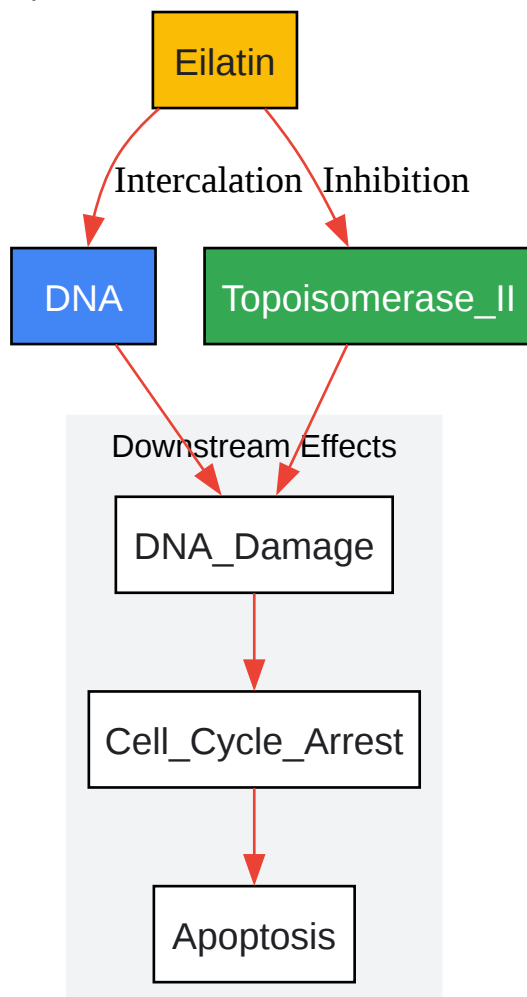 Eilatin
Intercalation
Inhibition
DNA
Topoisomerase_II
Downstream Effects
DNA_Damage
Cell_Cycle_Arrest
Apoptosis